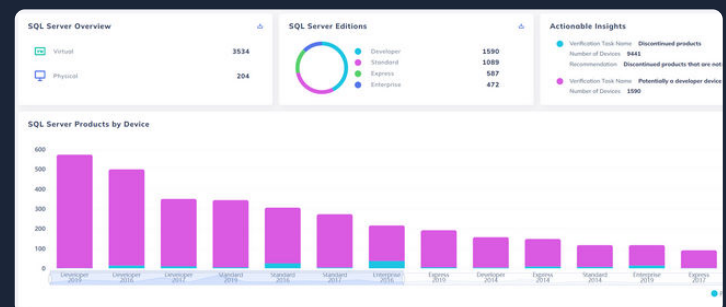 SQL Server Overview
Virtual 3534
Physical 204
SQL Server Editions
Developer 1590
Standard 1089
Express 587
Enterprise 472
Actionable Insights
Verification Task Name Discontinued products
Number of Devices 9441
Recommendation Discontinued products that are not
Verification Task Name Potentially a developer device
Number of Devices 1590
SQL Server Products by Device
600
500
400
300
200
100
0
Developer 2019
Developer 2016
Developer 2017
Standard 2019
Standard 2016
Standard 2017
Enterprise 2016
Express 2019
Developer 2014
Express 2014
Standard 2014
Enterprise 2019
Express 2017